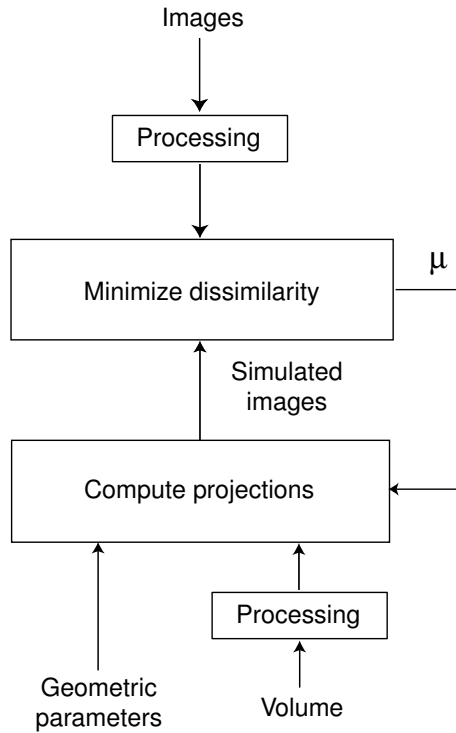 Images
Processing
Minimize dissimilarity
μ
Simulated
images
Compute projections
Processing
Geometric
parameters
Volume